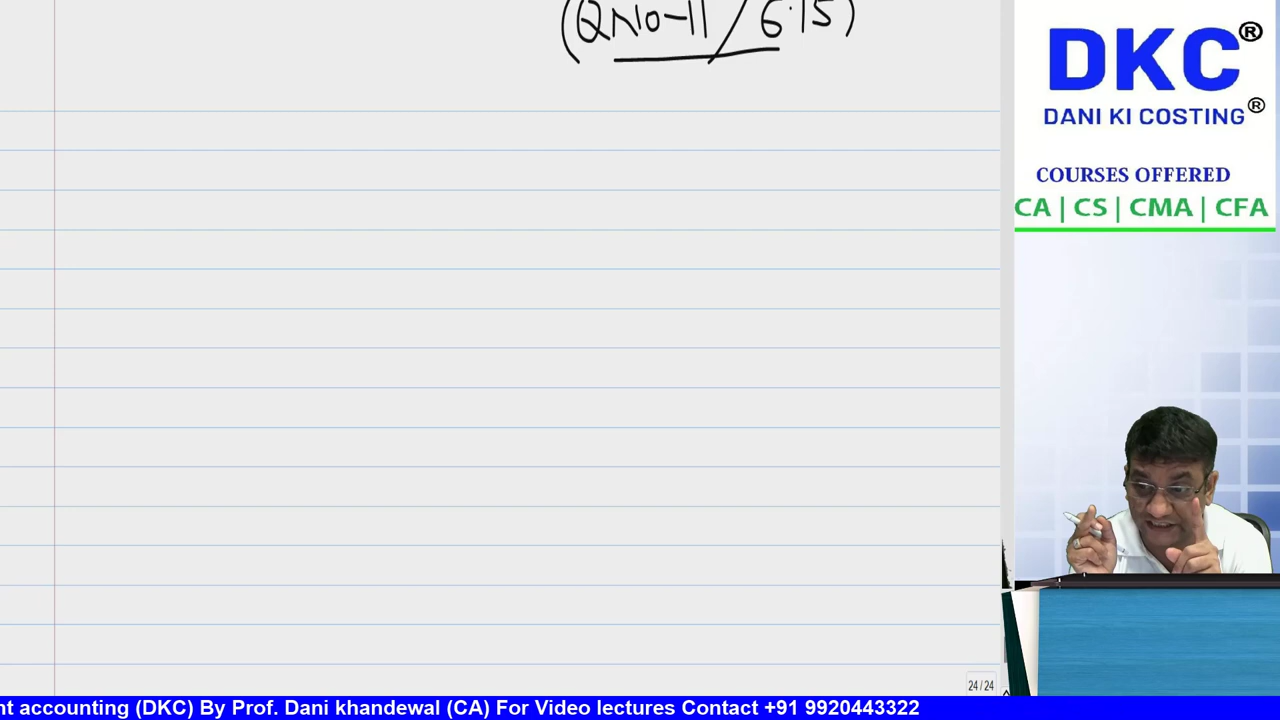 (QNo-11/6.15)
DKC®
DANI KI COSTING®
COURSES OFFERED
CA | CS | CMA | CFA
24 / 24
nt accounting (DKC) By Prof. Dani khandewal (CA) For Video lectures Contact +91 9920443322